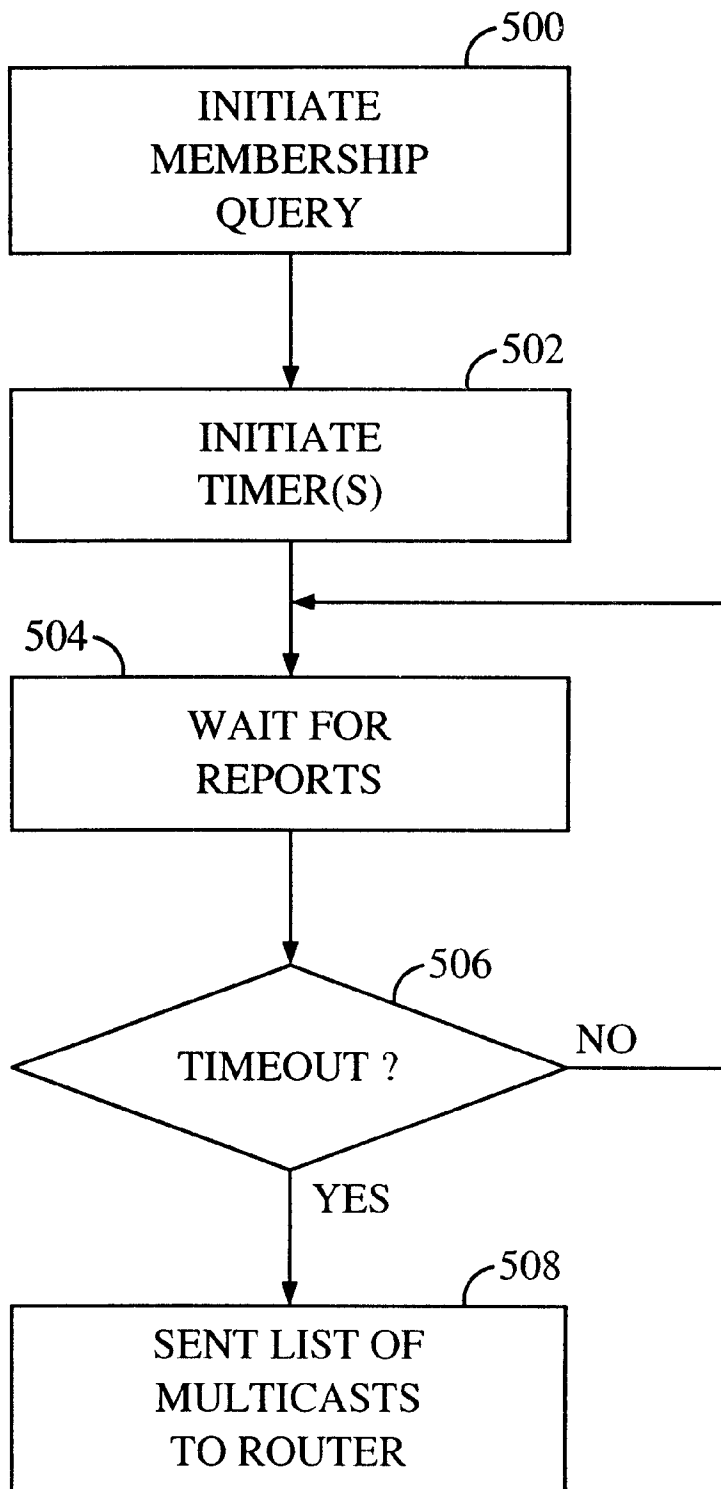 500
INITIATE
MEMBERSHIP
QUERY
502
INITIATE
TIMER(S)
504
WAIT FOR
REPORTS
506
TIMEOUT ?
NO
YES
508
SENT LIST OF
MULTICASTS
TO ROUTER